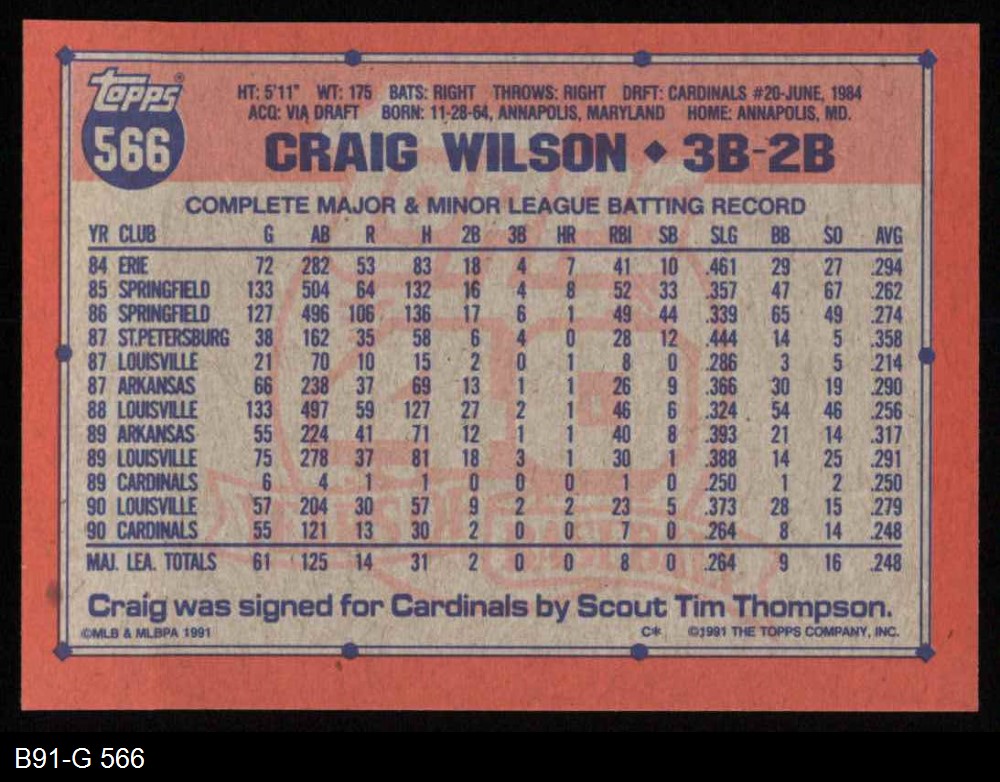 Topps®
566
HT: 5'11" WT: 175 BATS: RIGHT THROWS: RIGHT DRFT: CARDINALS #20-JUNE, 1984
ACQ: VIA DRAFT BORN: 11-28-64, ANNAPOLIS, MARYLAND HOME: ANNAPOLIS, MD.
CRAIG WILSON ◆ 3B-2B
COMPLETE MAJOR & MINOR LEAGUE BATTING RECORD
YR CLUB G AB R H 2B 3B HR RBI SB SLG BB SO AVG
84 ERIE 72 282 53 83 18 4 7 41 10 .461 29 27 .294
85 SPRINGFIELD 133 504 64 132 16 4 8 52 33 .357 47 67 .262
86 SPRINGFIELD 127 496 106 136 17 6 1 49 44 .339 65 49 .274
87 ST.PETERSBURG 38 162 35 58 6 4 0 28 12 .444 14 5 .358
87 LOUISVILLE 21 70 10 15 2 0 1 8 0 .286 3 5 .214
87 ARKANSAS 66 238 37 69 13 1 1 26 9 .366 30 19 .290
88 LOUISVILLE 133 497 59 127 27 2 1 46 6 .324 54 46 .256
89 ARKANSAS 55 224 41 71 12 1 1 40 8 .393 21 14 .317
89 LOUISVILLE 75 278 37 81 18 3 1 30 1 .388 14 25 .291
89 CARDINALS 6 4 1 1 0 0 0 1 0 .250 1 2 .250
90 LOUISVILLE 57 204 30 57 9 2 2 23 5 .373 28 15 .279
90 CARDINALS 55 121 13 30 2 0 0 7 0 .264 8 14 .248
MAJ. LEA. TOTALS 61 125 14 31 2 0 0 8 0 .264 9 16 .248
Craig was signed for Cardinals by Scout Tim Thompson.
©MLB & MLBPA 1991 C* ©1991 THE TOPPS COMPANY, INC.
B91-G 566